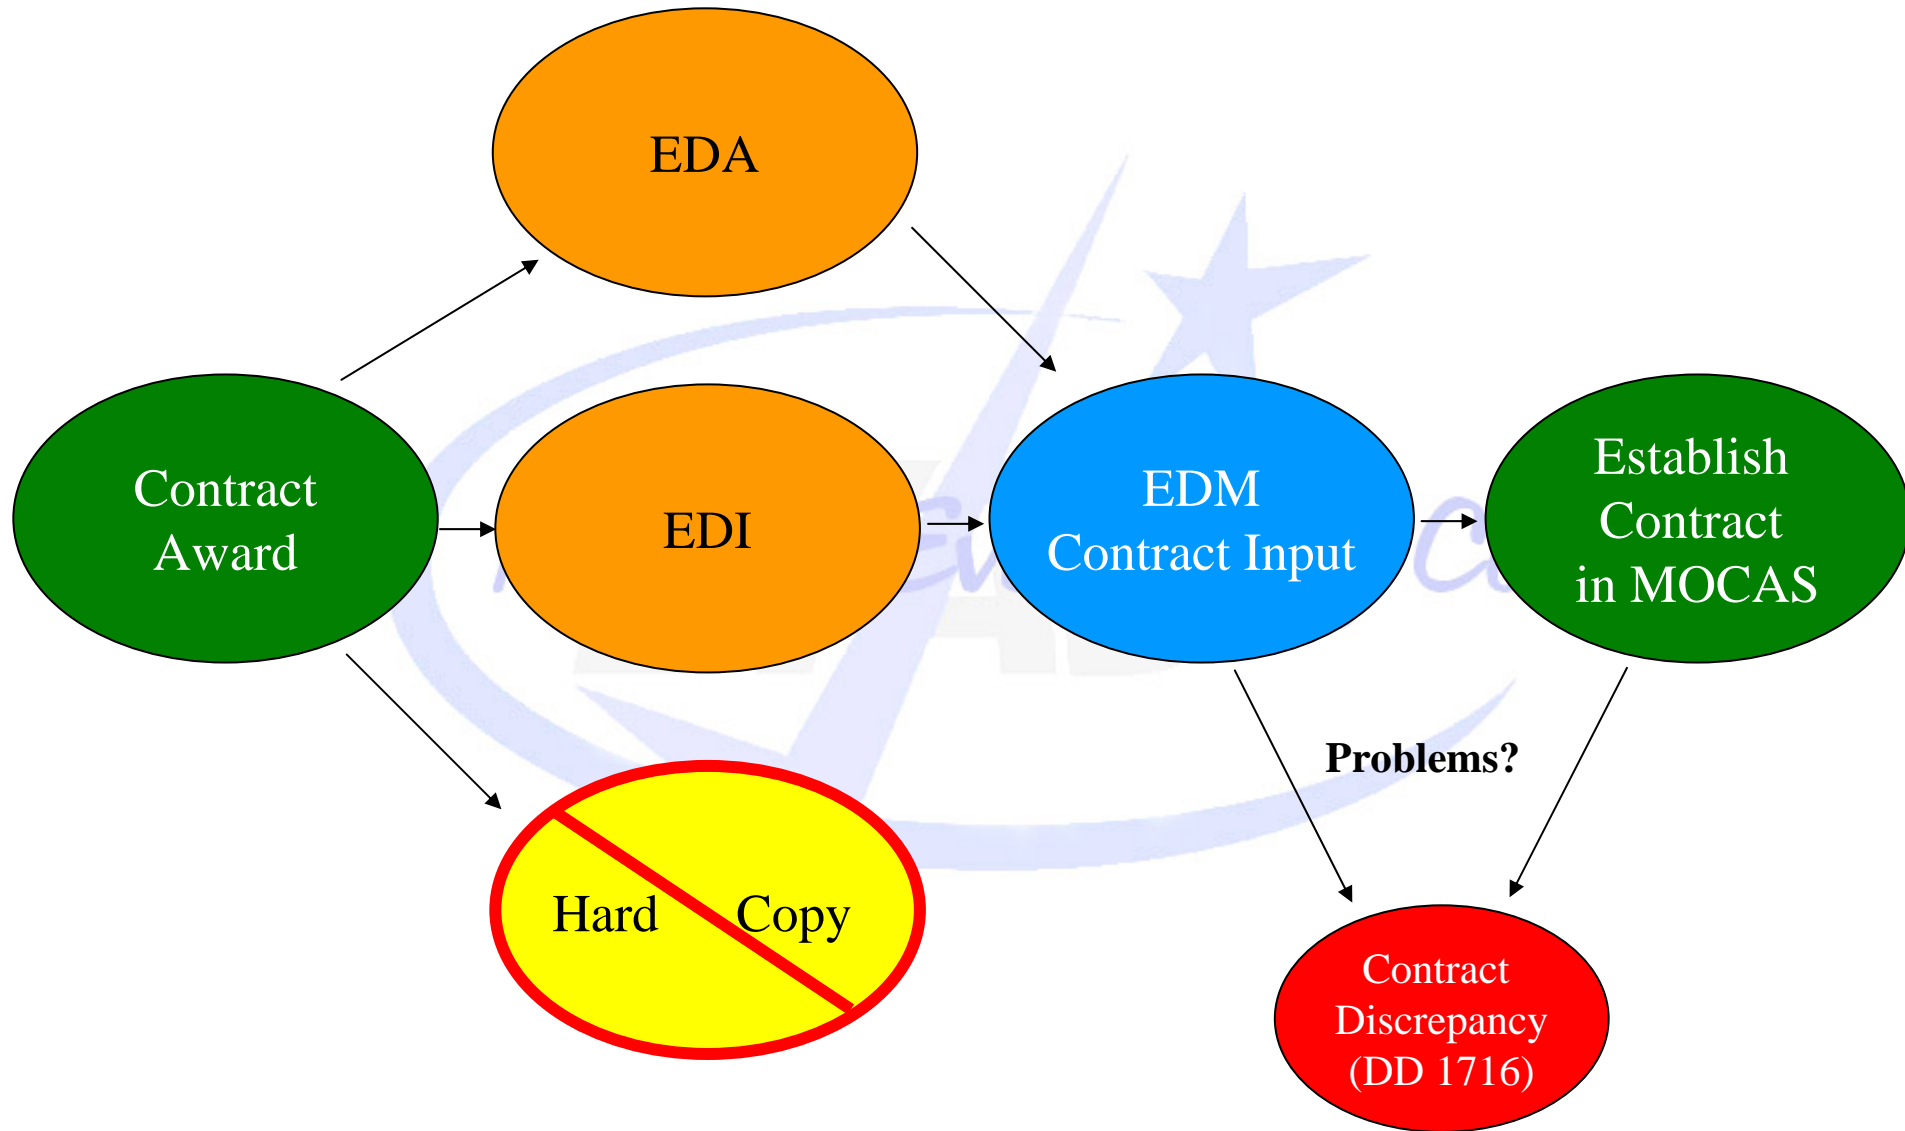 EDA
Contract
Award
EDI
EDM
Contract Input
Establish
Contract
in MOCAS
Problems?
Hard Copy
Contract
Discrepancy
(DD 1716)